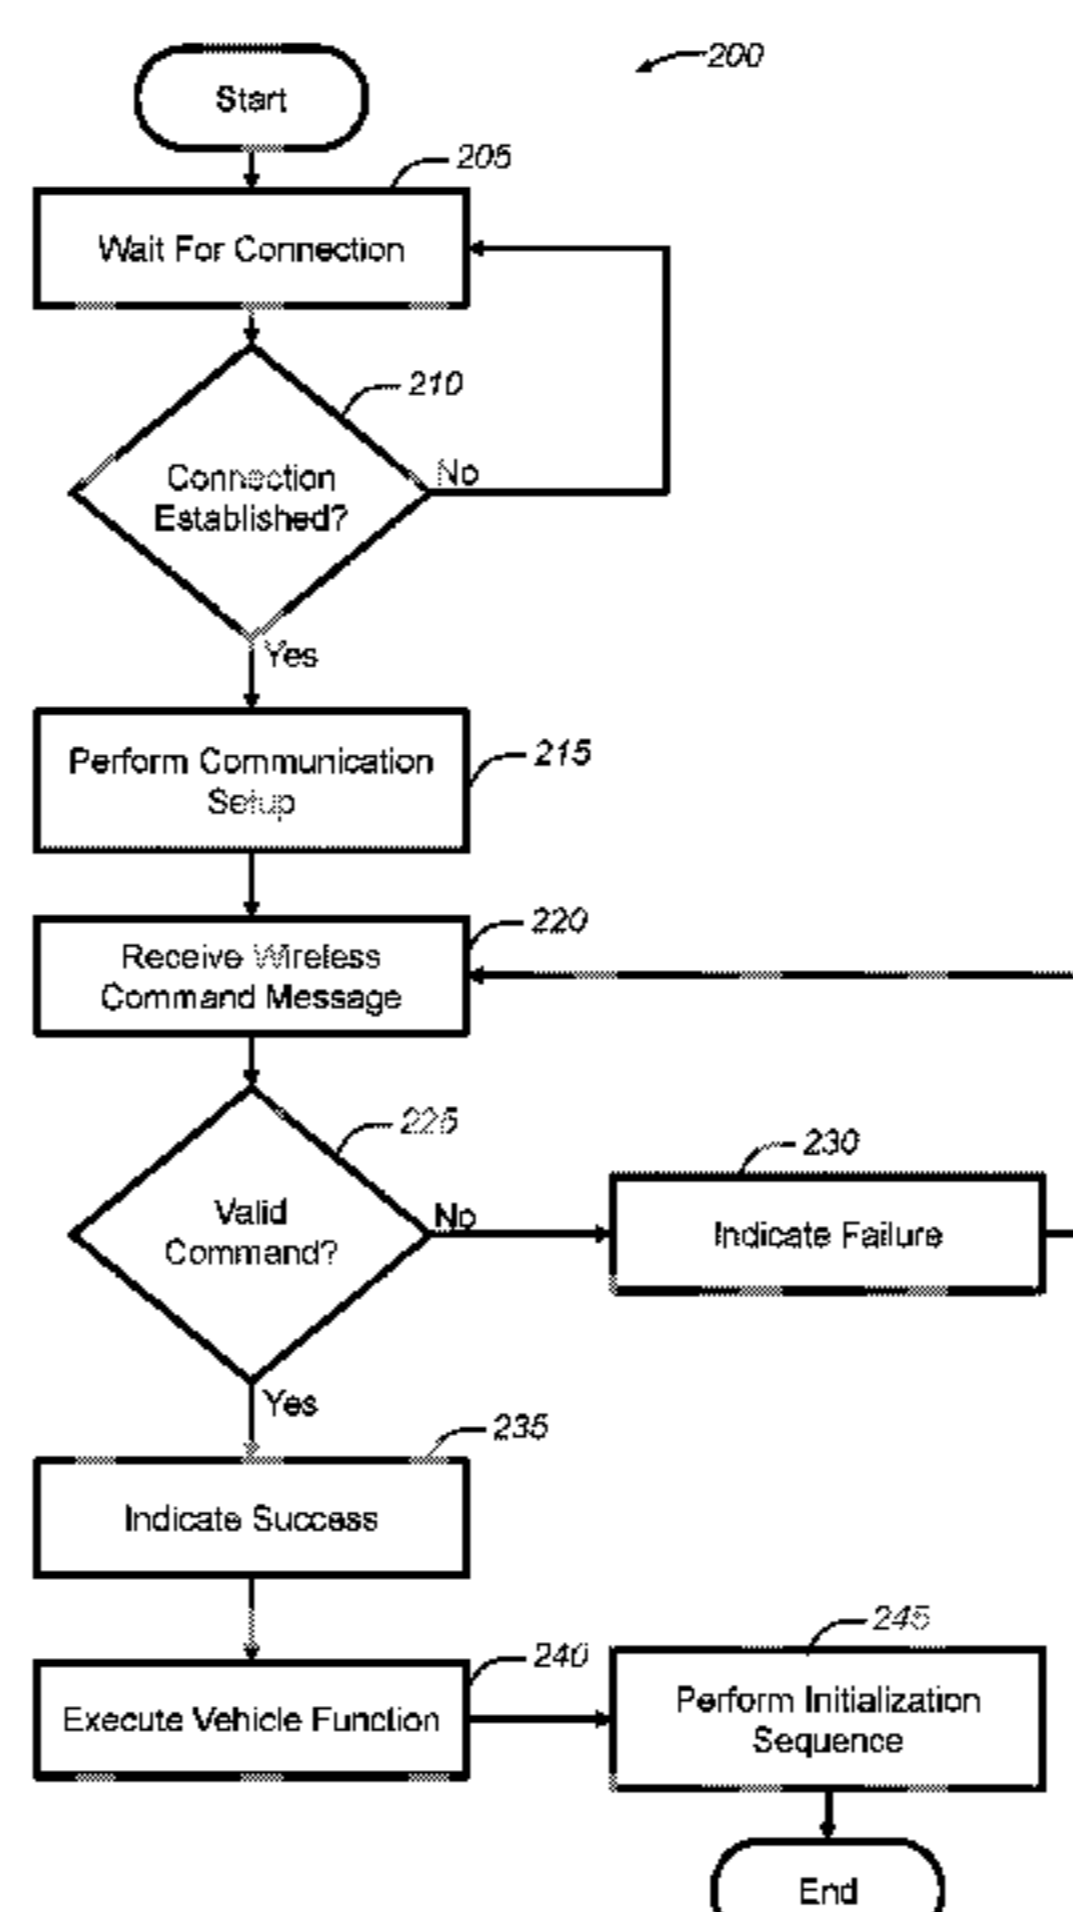 200
Start
205
Wait For Connection
210
Connection
Established?
No
Yes
Perform Communication
Setup
215
220
Receive Wireless
Command Message
225
230
Valid
Command?
No
Indicate Failure
Yes
235
Indicate Success
240
245
Execute Vehicle Function
Perform Initialization
Sequence
End